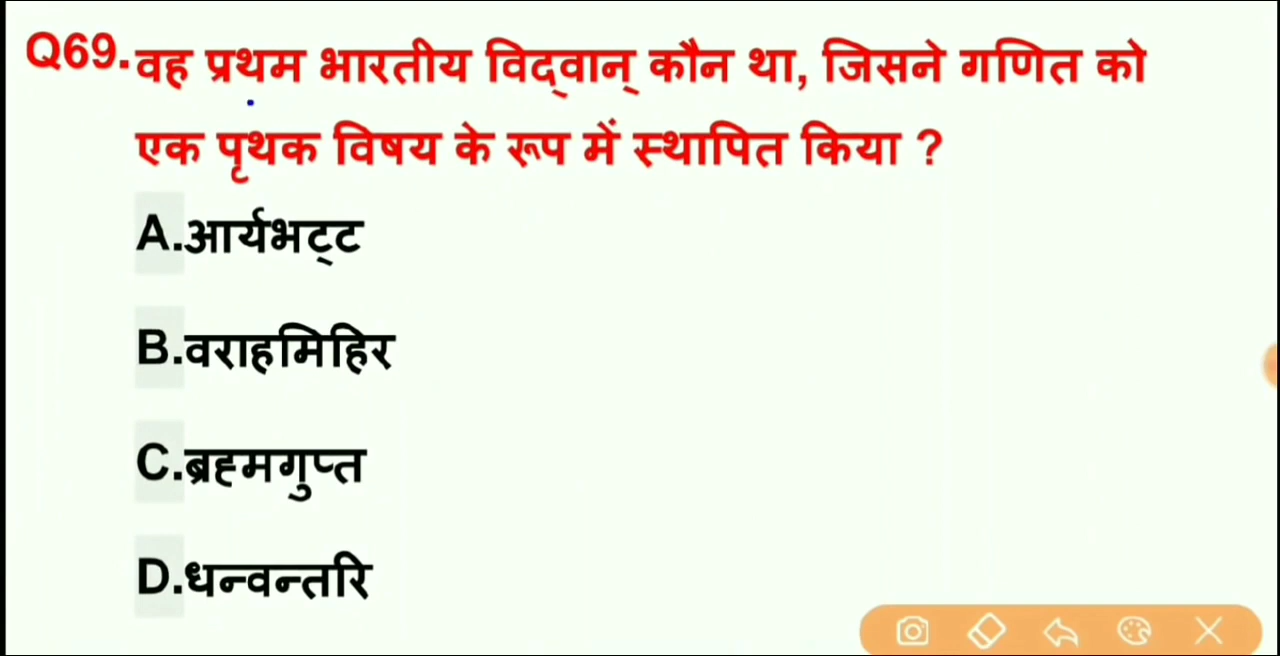 Q69.वह प्रथम भारतीय विद्वान् कौन था, जिसने गणित को
एक पृथक विषय के रूप में स्थापित किया ?
A.आर्यभट्ट
B.वराहमिहिर
C.ब्रह्मगुप्त
D.धन्वन्तरि